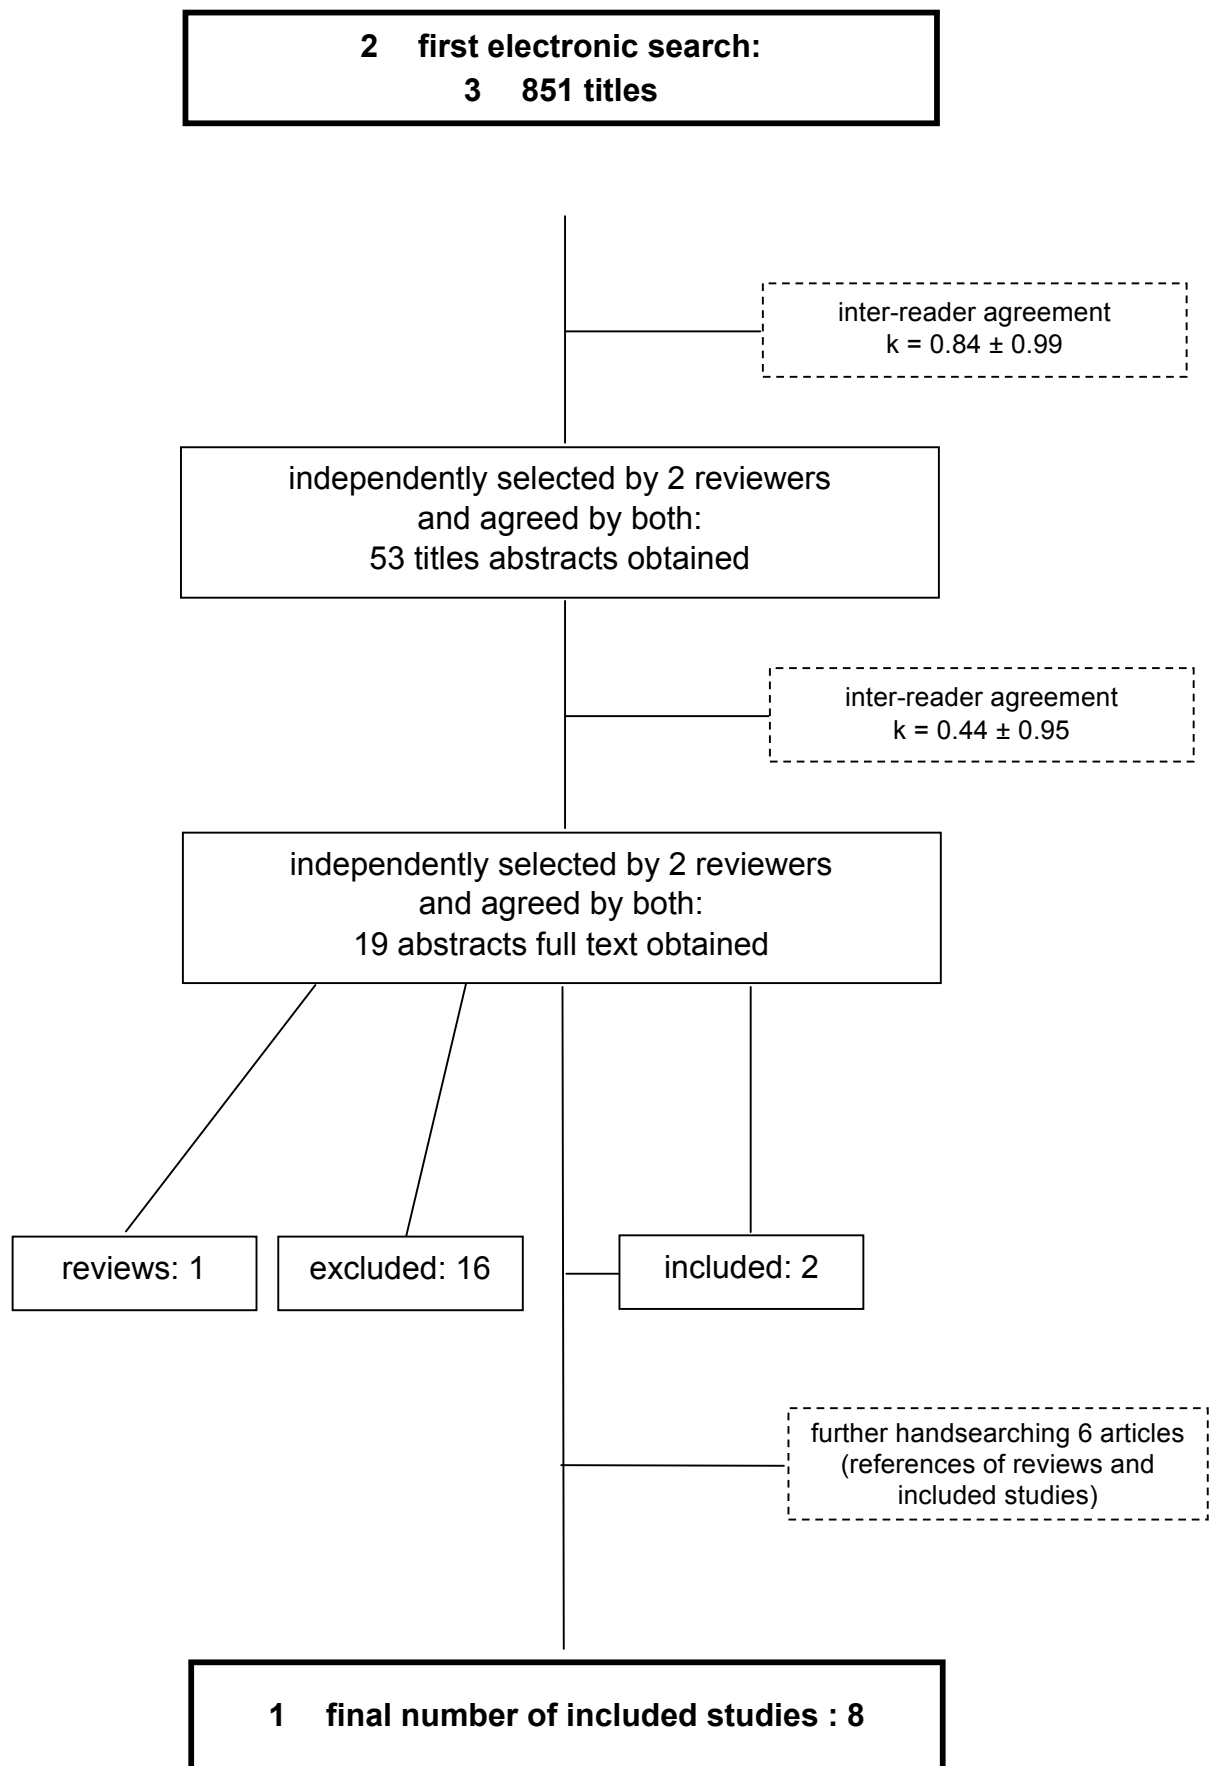 2 first electronic search:
3 851 titles
inter-reader agreement
k = 0.84 ± 0.99
independently selected by 2 reviewers
and agreed by both:
53 titles abstracts obtained
inter-reader agreement
k = 0.44 ± 0.95
independently selected by 2 reviewers
and agreed by both:
19 abstracts full text obtained
reviews: 1
excluded: 16
included: 2
further handsearching 6 articles
(references of reviews and
included studies)
1 final number of included studies : 8